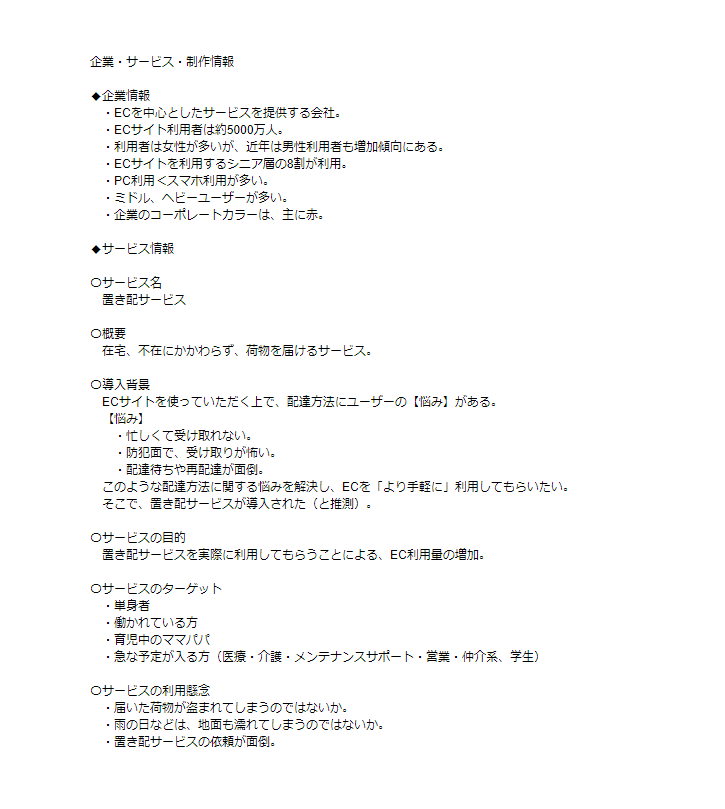 企業・サービス・制作情報
◆企業情報
・ECを中心としたサービスを提供する会社。
・ECサイト利用者は約5000万人。
・利用者は女性が多いが、近年は男性利用者も増加傾向にある。
・ECサイトを利用するシニア層の8割が利用。
・PC利用＜スマホ利用が多い。
・ミドル、ヘビーユーザーが多い。
・企業のコーポレートカラーは、主に赤。
◆サービス情報
〇サービス名
置き配サービス
〇概要
在宅、不在にかかわらず、荷物を届けるサービス。
〇導入背景
ECサイトを使っていただく上で、配達方法にユーザーの【悩み】がある。
【悩み】
・忙しくて受け取れない。
・防犯面で、受け取りが怖い。
・配達待ちや再配達が面倒。
このような配達方法に関する悩みを解決し、ECを「より手軽に」利用してもらいたい。
そこで、置き配サービスが導入された（と推測）。
〇サービスの目的
置き配サービスを実際に利用してもらうことによる、EC利用量の増加。
〇サービスのターゲット
・単身者
・働かれている方
・育児中のママパパ
・急な予定が入る方（医療・介護・メンテナンスサポート・営業・仲介系、学生）
〇サービスの利用懸念
・届いた荷物が盗まれてしまうのではないか。
・雨の日などは、地面も濡れてしまうのではないか。
・置き配サービスの依頼が面倒。